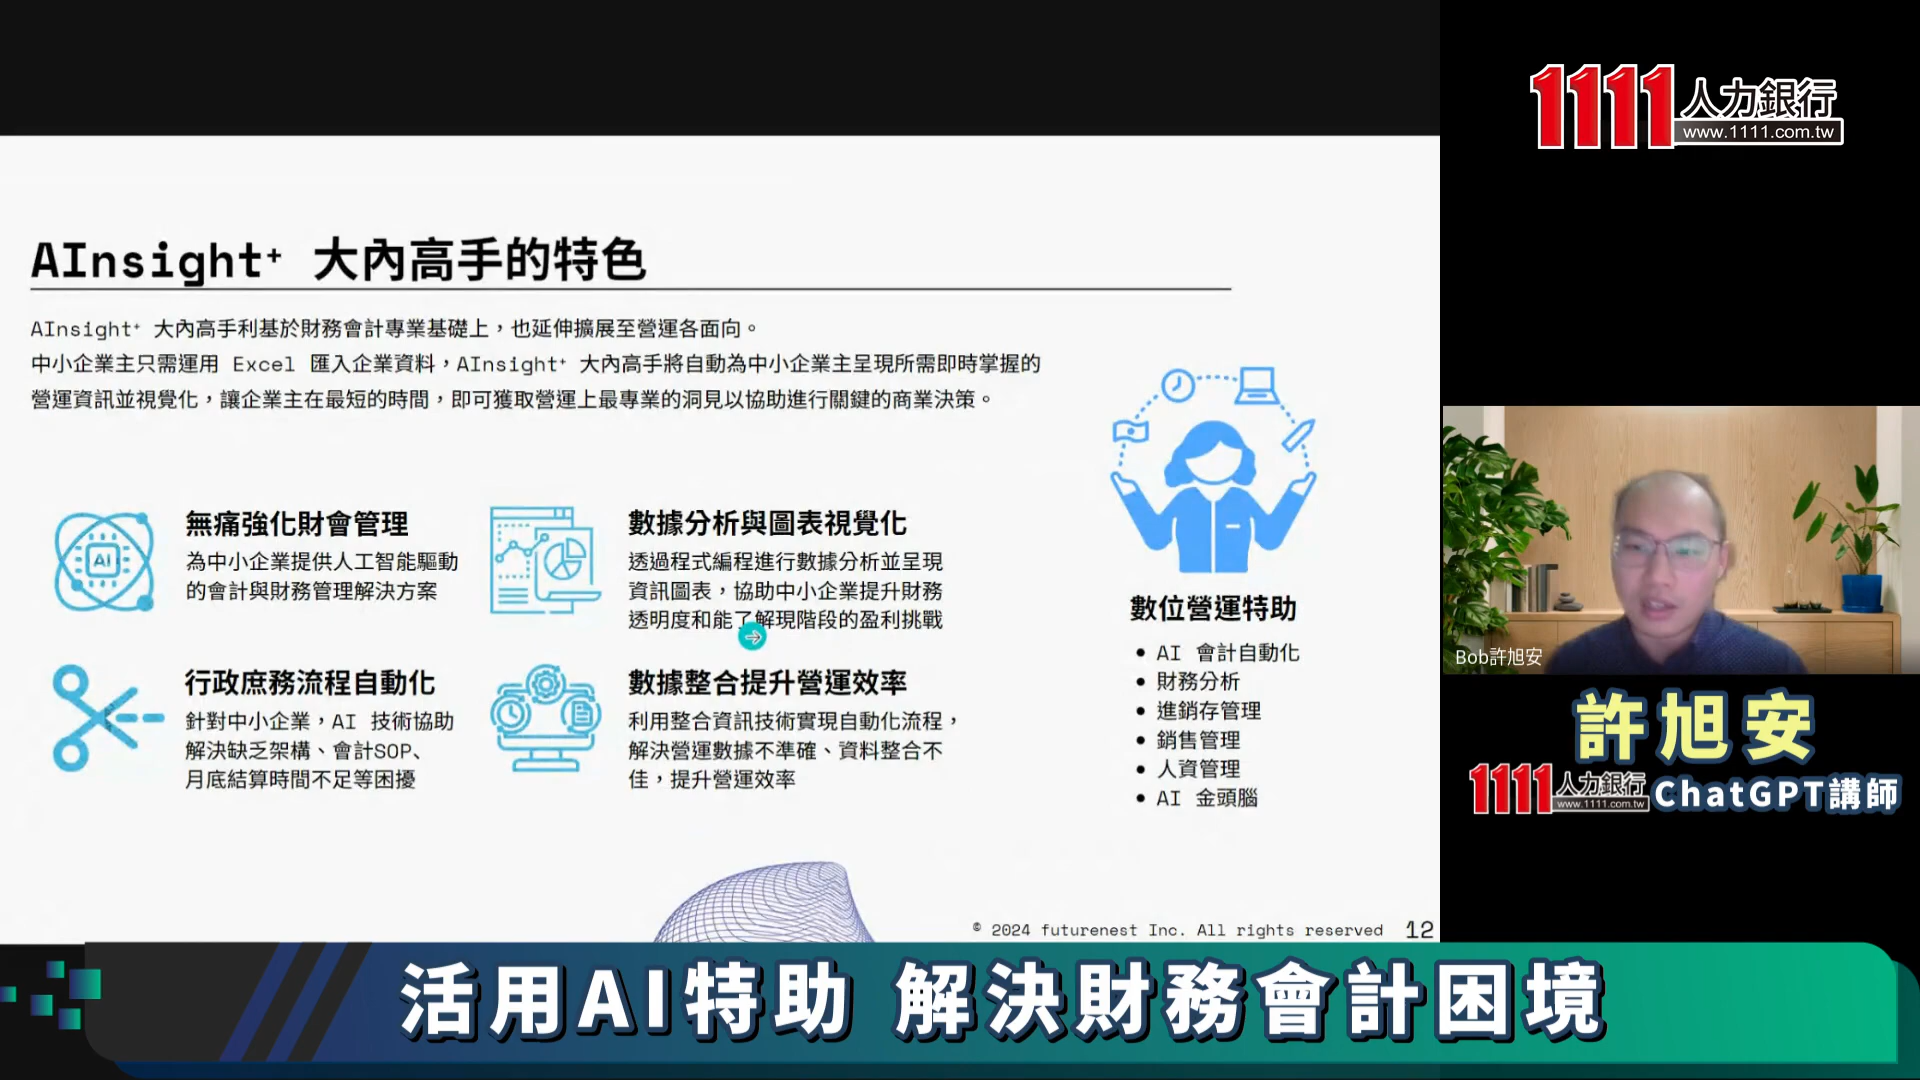 AInsight⁺ 大內高手的特色
AInsight⁺ 大內高手利基於財務會計專業基礎上，也延伸擴展至營運各面向。
中小企業主只需運用 Excel 匯入企業資料，AInsight⁺ 大內高手將自動為中小企業主呈現所需即時掌握的
營運資訊並視覺化，讓企業主在最短的時間，即可獲取營運上最專業的洞見以協助進行關鍵的商業決策。
AI
無痛強化財會管理
為中小企業提供人工智能驅動
的會計與財務管理解決方案
數據分析與圖表視覺化
透過程式編程進行數據分析並呈現
資訊圖表，協助中小企業提升財務
透明度和能了解現階段的盈利挑戰
行政庶務流程自動化
針對中小企業，AI 技術協助
解決缺乏架構、會計SOP、
月底結算時間不足等困擾
數據整合提升營運效率
利用整合資訊技術實現自動化流程，
解決營運數據不準確、資料整合不
佳，提升營運效率
數位營運特助
• AI 會計自動化
• 財務分析
• 進銷存管理
• 銷售管理
• 人資管理
• AI 金頭腦
© 2024 futurenest Inc. All rights reserved 12
1111人力銀行
www.1111.com.tw
Bob許旭安
許旭安
1111人力銀行
www.1111.com.tw
ChatGPT講師
活用AI特助 解決財務會計困境